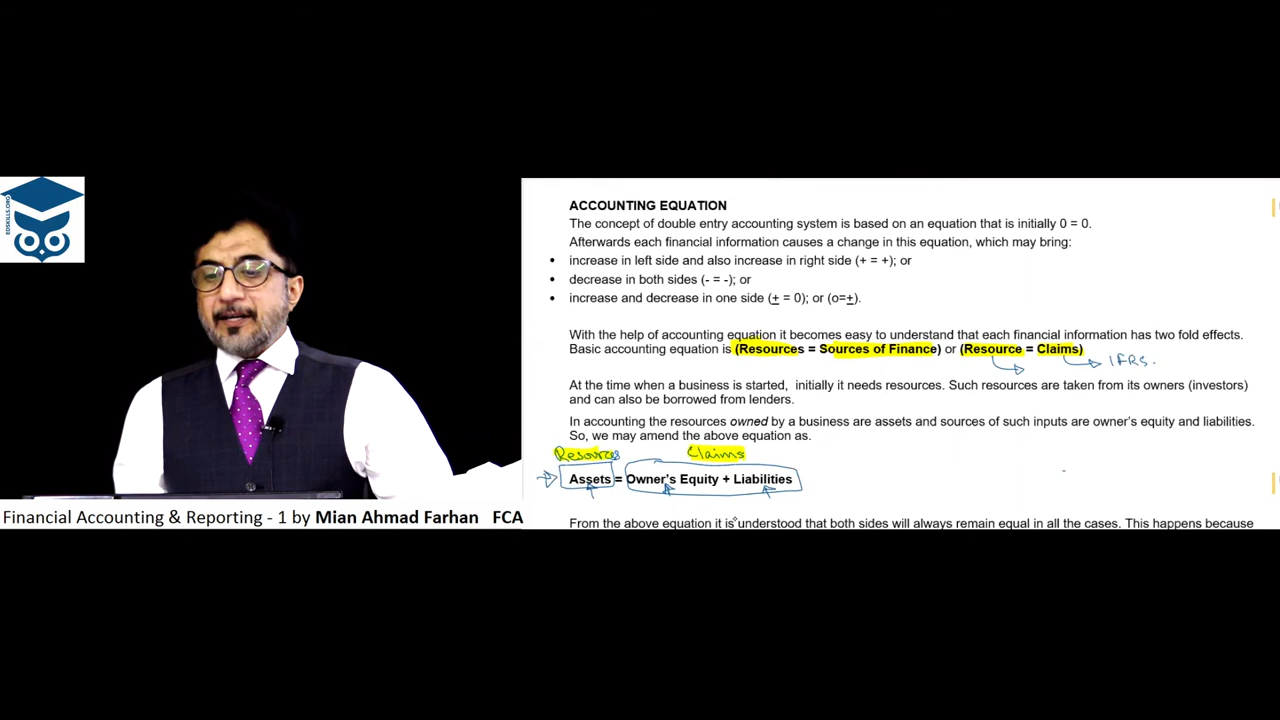 EDSKILLS.ORG
ACCOUNTING EQUATION
The concept of double entry accounting system is based on an equation that is initially 0 = 0.
Afterwards each financial information causes a change in this equation, which may bring:
• increase in left side and also increase in right side (+ = +); or
• decrease in both sides (- = -); or
• increase and decrease in one side (± = 0); or (o=±).
With the help of accounting equation it becomes easy to understand that each financial information has two fold effects.
Basic accounting equation is (Resources = Sources of Finance) or (Resource = Claims)
IFRS.
At the time when a business is started, initially it needs resources. Such resources are taken from its owners (investors)
and can also be borrowed from lenders.
In accounting the resources owned by a business are assets and sources of such inputs are owner's equity and liabilities.
So, we may amend the above equation as.
Resources Claims
Assets = Owner's Equity + Liabilities
From the above equation it is understood that both sides will always remain equal in all the cases. This happens because
Financial Accounting & Reporting - 1 by Mian Ahmad Farhan FCA